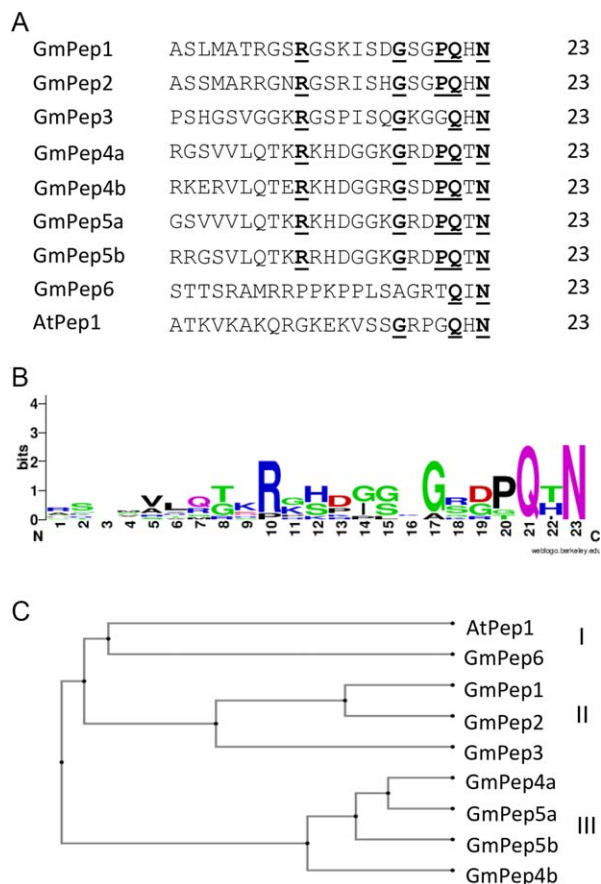 A
GmPep1 ASLMATRGSRGSKISDGSGPQHN 23
GmPep2 ASSMARRGNRGSRISHGSGPQHN 23
GmPep3 PSHGSVGGKRGSPISQGKGGQHN 23
GmPep4a RGSVVLQTKRKHDGGKGRDPQTN 23
GmPep4b RKERVLQTERKHDGGRGSDPQTN 23
GmPep5a GSVVVLQTKRKHDGGKGRDPQTN 23
GmPep5b RRGSVLQTKRRHDGGKGRDPQTN 23
GmPep6 STTSRAMRRPPKPPLSAGRTQIN 23
AtPep1 ATKVKAKQRGKEKVSSGRPGQHN 23
B
bits
4
3
2
1
0
1 2 3 4 5 6 7 8 9 10 11 12 13 14 15 16 17 18 19 20 21 22 23
N C
weblogo.berkeley.edu
C
AtPep1
I
GmPep6
GmPep1
II
GmPep2
GmPep3
GmPep4a
GmPep5a
III
GmPep5b
GmPep4b